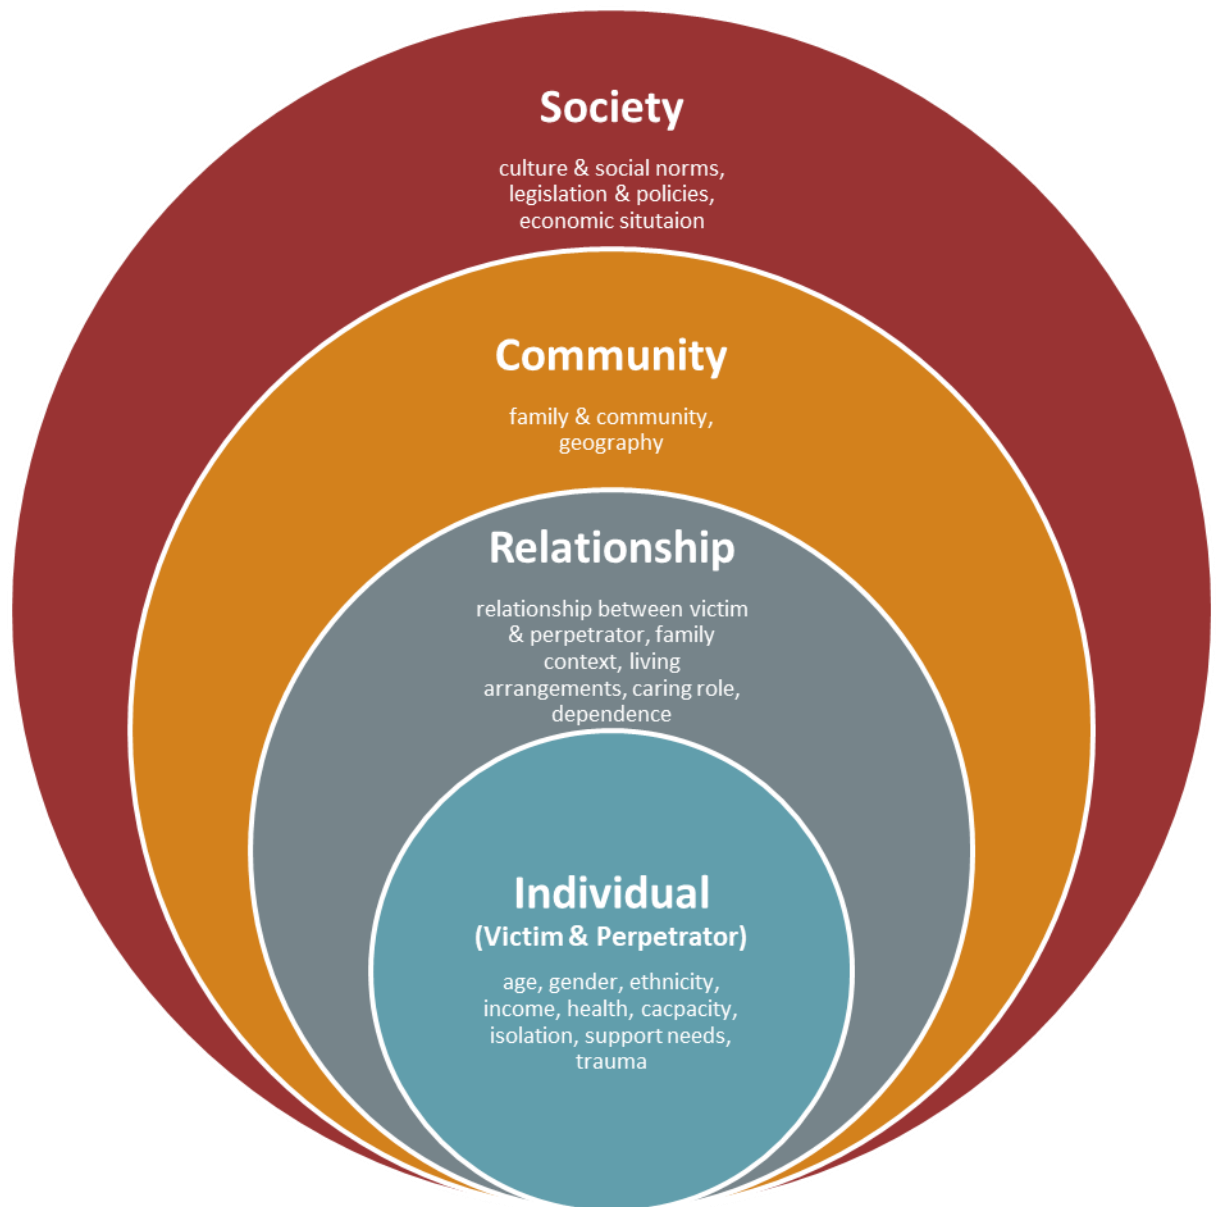 Society
culture & social norms,
legislation & policies,
economic situtaion
Community
family & community,
geography
Relationship
relationship between victim
& perpetrator, family
context, living
arrangements, caring role,
dependence
Individual
(Victim & Perpetrator)
age, gender, ethnicity,
income, health, cacpacity,
isolation, support needs,
trauma